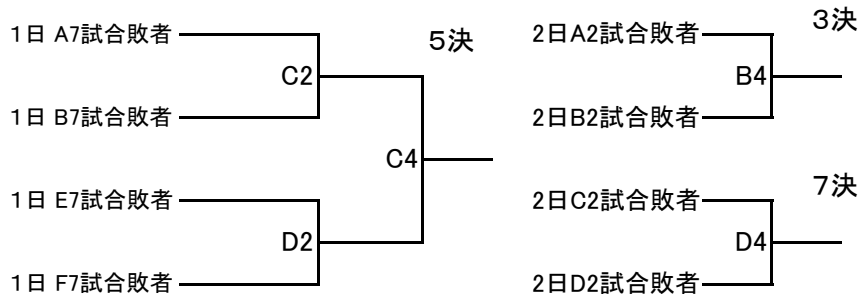 5決
1日 A7試合敗者
C2
1日 B7試合敗者
C4
1日 E7試合敗者
D2
1日 F7試合敗者
3決
2日A2試合敗者
B4
2日B2試合敗者
7決
2日C2試合敗者
D4
2日D2試合敗者